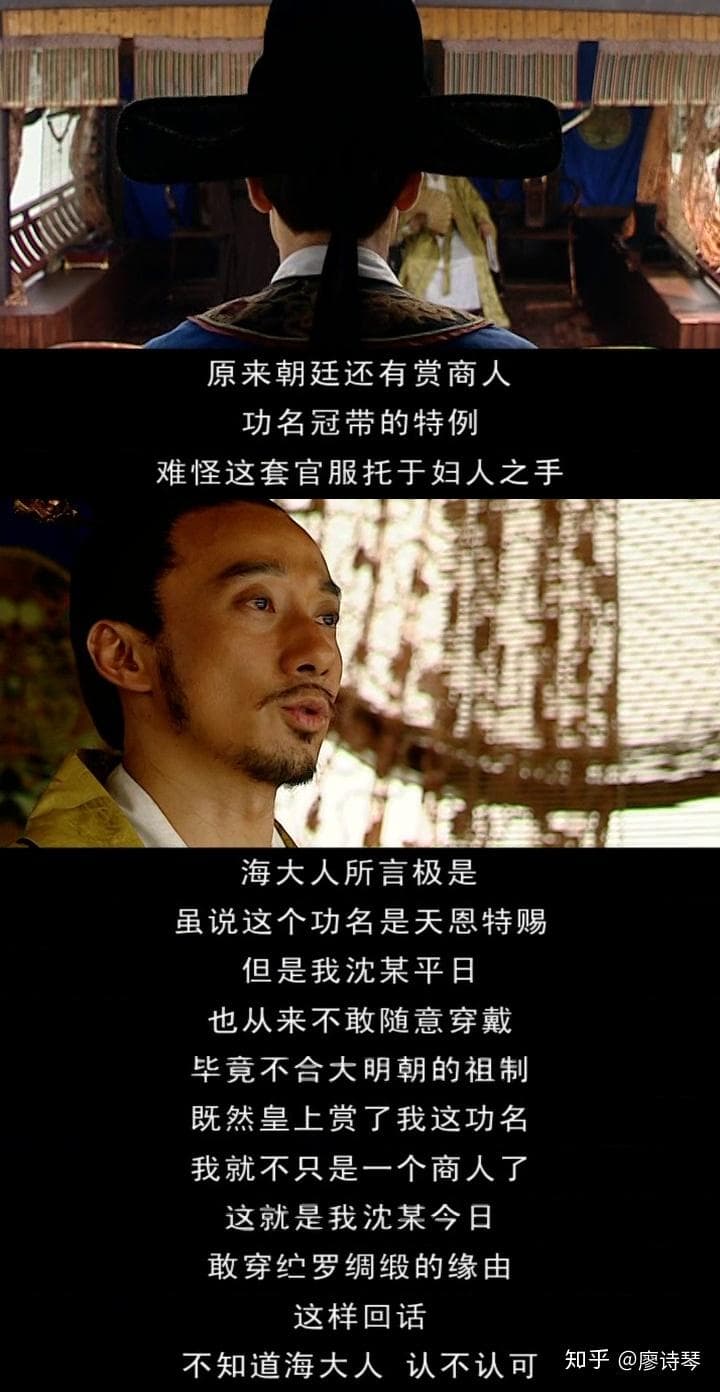 原来朝廷还有赏商人
功名冠带的特例
难怪这套官服托于妇人之手
海大人所言极是
虽说这个功名是天恩特赐
但是我沈某平日
也从来不敢随意穿戴
毕竟不合大明朝的祖制
既然皇上赏了我这功名
我就不只是一个商人了
这就是我沈某今日
敢穿纻罗绸缎的缘由
这样回话
不知道海大人 认不认可
知乎 @廖诗琴